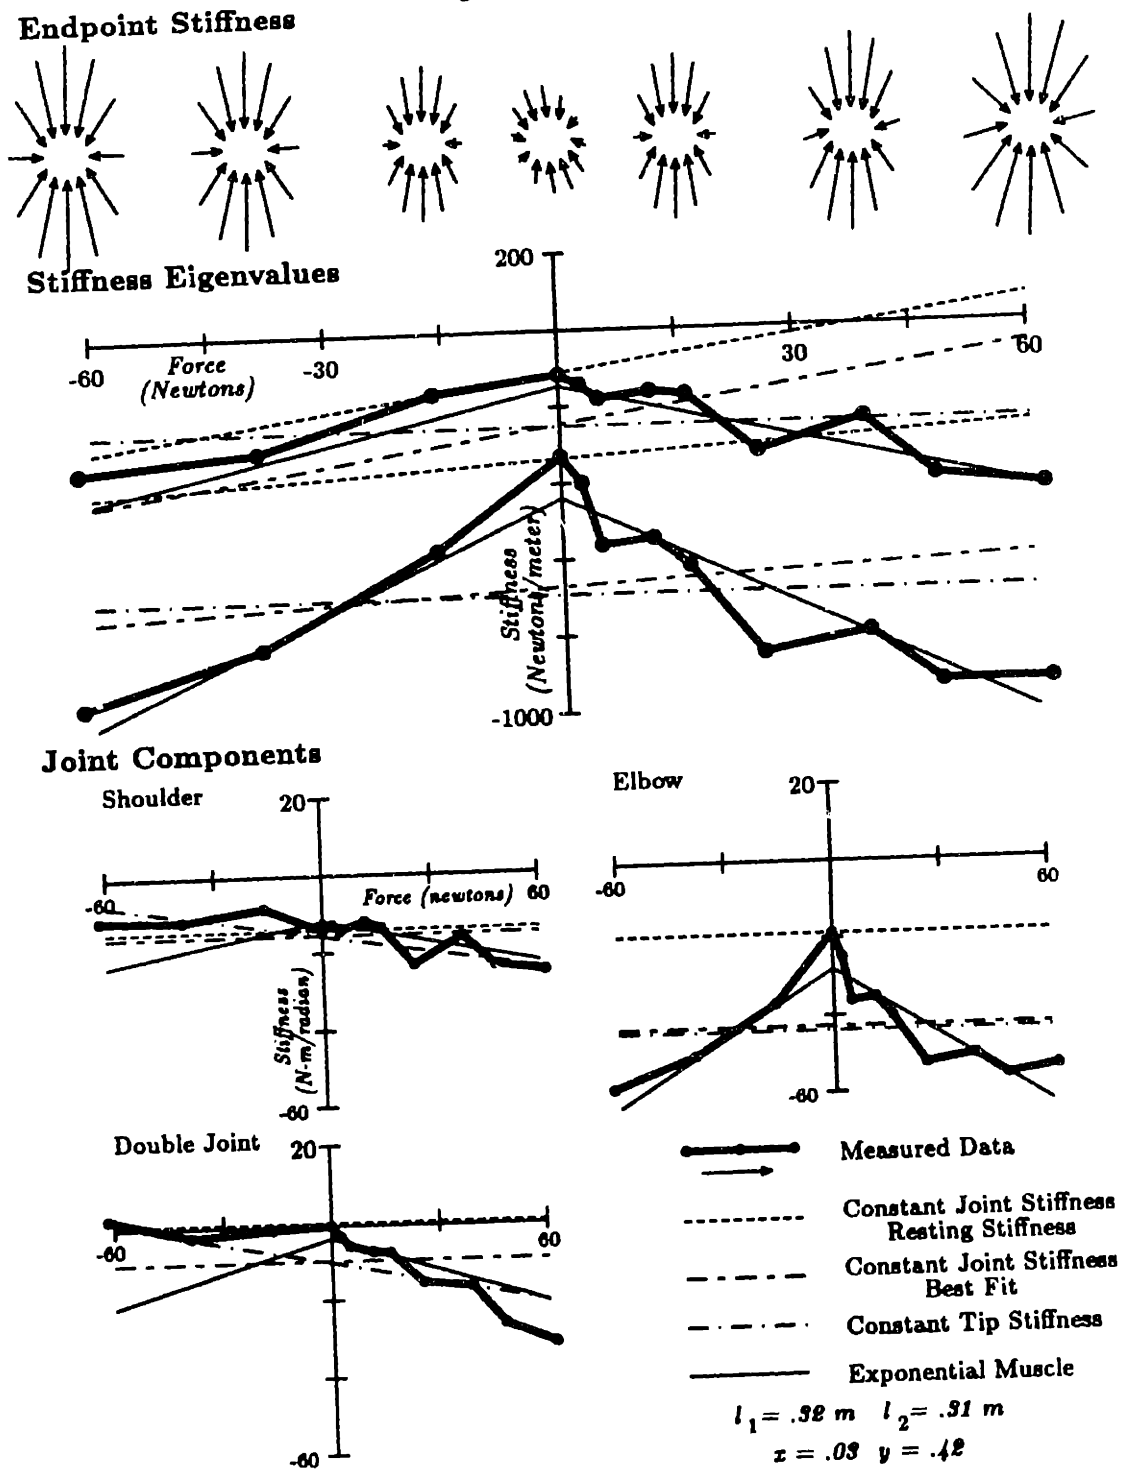 Endpoint Stiffness
Stiffness Eigenvalues
200
-60
Force
(Newtons)
-30
30
60
Stiffness
(Newtons/meter)
-1000
Joint Components
Shoulder
20
-60
Force (newtons)
60
Stiffness
(N-m/radian)
-60
Elbow
20
-60
60
-60
Double Joint
20
-60
60
-60
Measured Data
Constant Joint Stiffness
Resting Stiffness
Constant Joint Stiffness
Best Fit
Constant Tip Stiffness
Exponential Muscle
l1 = .32 m l2 = .31 m
x = .03 y = .42